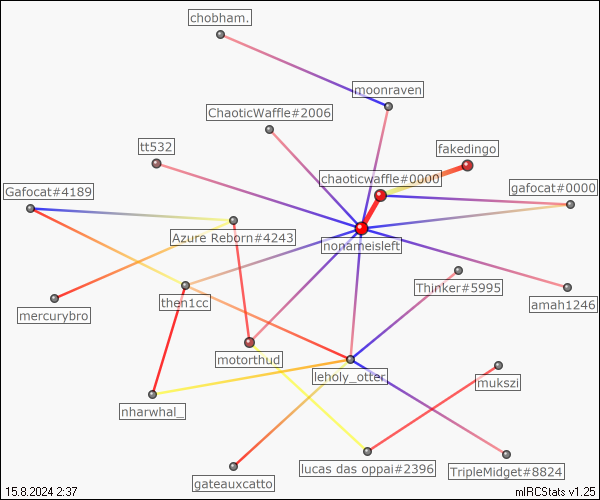 chobham.
moonraven
ChaoticWaffle#2006
tt532
fakedingo
chaoticwaffle#0000
Gafocat#4189
gafocat#0000
Azure Reborn#4243
nonameisleft
Thinker#5995
amah1246
then1cc
mercurybro
motorthud
leholy_otter
mukszi
nharwhal_
lucas das oppai#2396
TripleMidget#8824
gateauxcatto
15.8.2024 2:37
mIRCStats v1.25